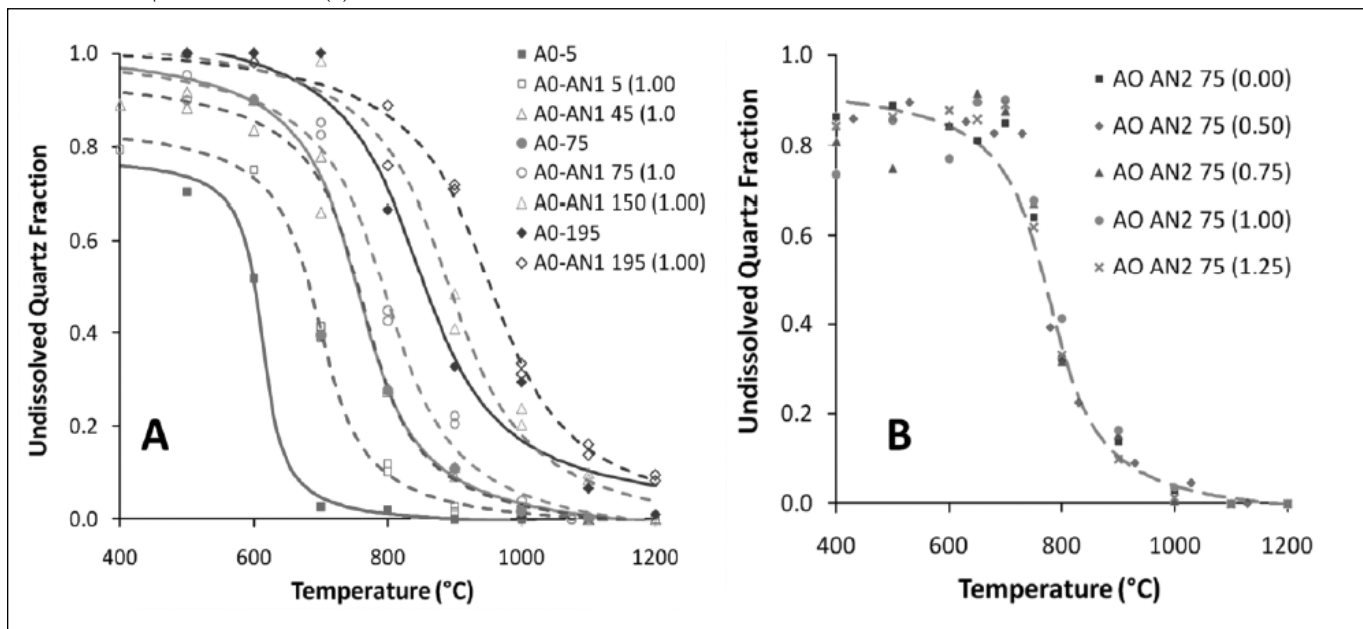 1.0
0.8
0.6
0.4
0.2
0.0
Undissolved Quartz Fraction
A
400 600 800 1000 1200
Temperature (°C)
A0-5
A0-AN1 5 (1.00
A0-AN1 45 (1.0
A0-75
A0-AN1 75 (1.0
A0-AN1 150 (1.00)
A0-195
A0-AN1 195 (1.00)
1.0
0.8
0.6
0.4
0.2
0.0
Undissolved Quartz Fraction
B
400 600 800 1000 1200
Temperature (°C)
AO AN2 75 (0.00)
AO AN2 75 (0.50)
AO AN2 75 (0.75)
AO AN2 75 (1.00)
AO AN2 75 (1.25)